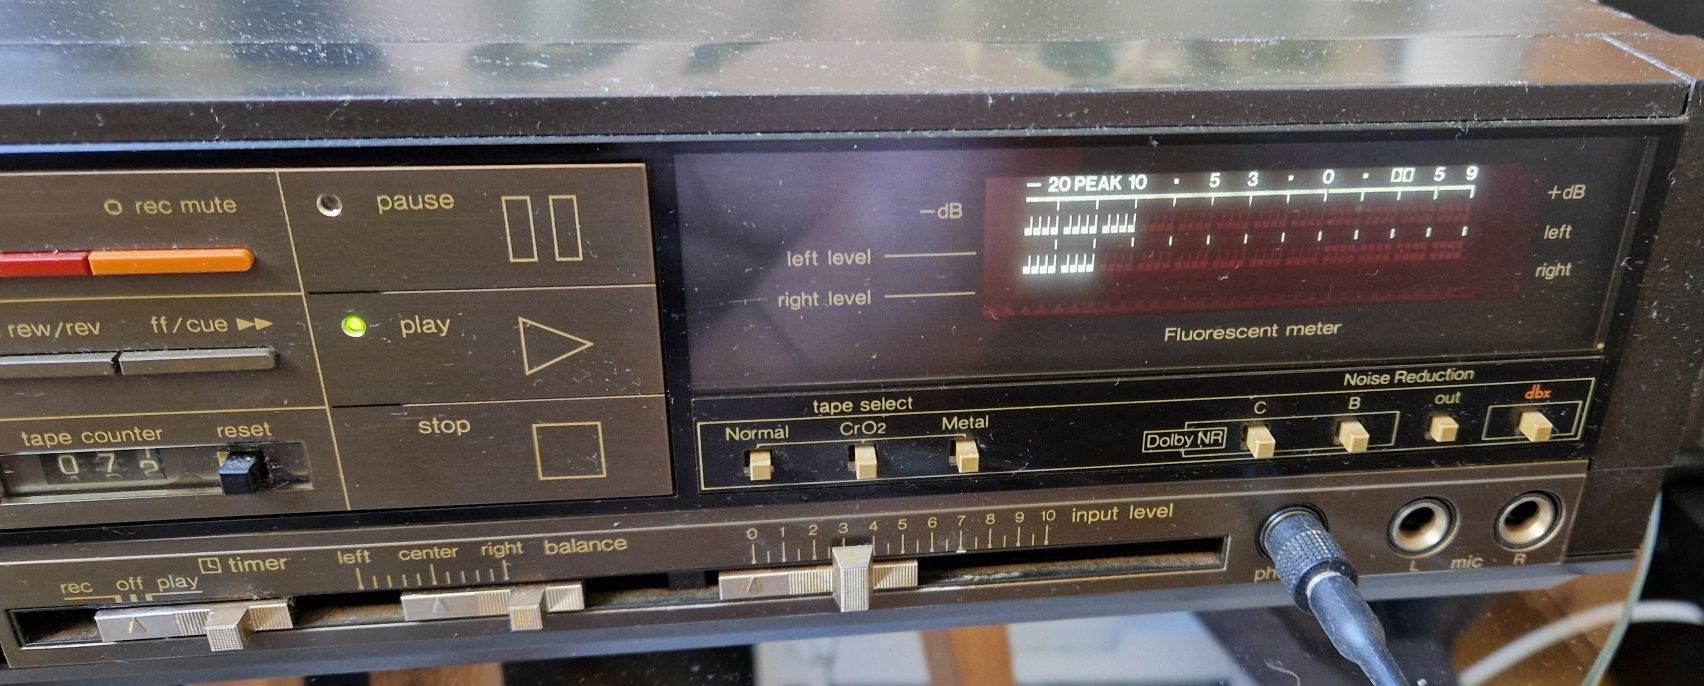 rec mute
pause
rew/rev ff/cue
play
tape counter reset
stop
0 7
rec off play
timer
left center right balance
0 1 2 3 4 5 6 7 8 9 10 input level
− 20 PEAK 10 · 5 3 · 0 · 5 9
−dB
+dB
left level
left
right level
right
Fluorescent meter
tape select
Normal CrO2 Metal
Noise Reduction
Dolby NR
C B out dbx
ph
L mic R